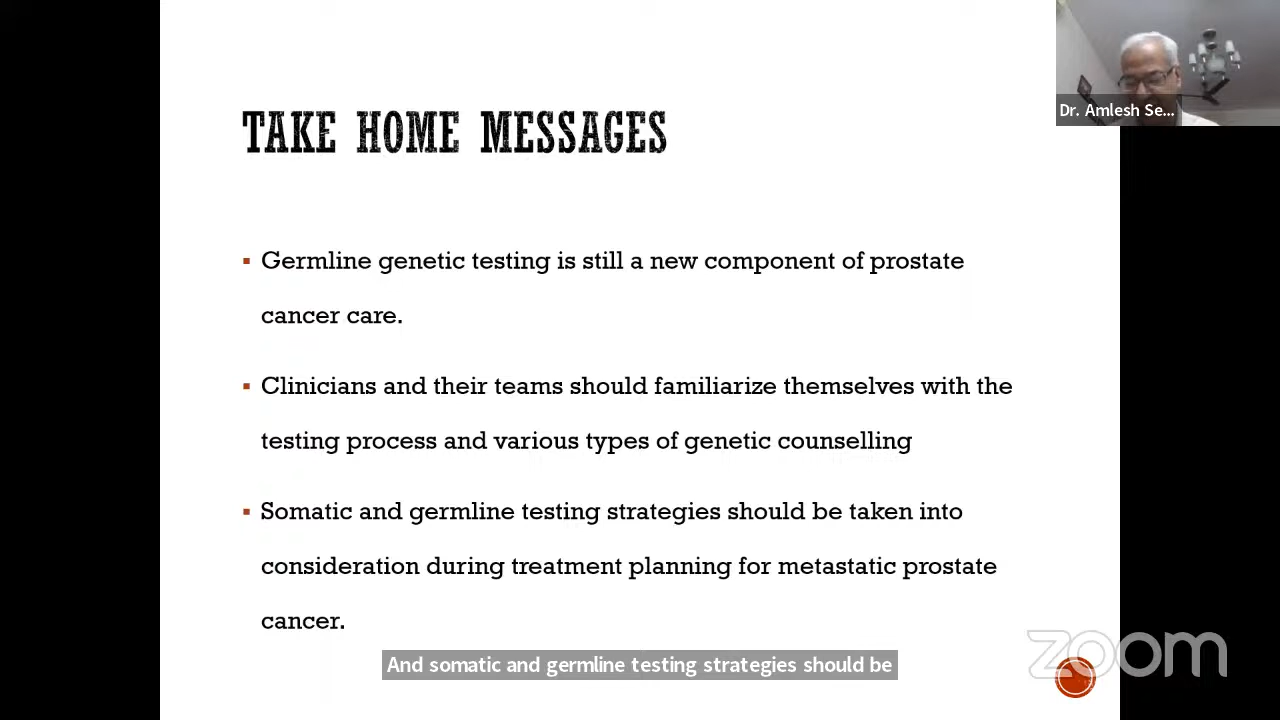 Dr. Amlesh Se...
TAKE HOME MESSAGES
▪ Germline genetic testing is still a new component of prostate
cancer care.
▪ Clinicians and their teams should familiarize themselves with the
testing process and various types of genetic counselling
▪ Somatic and germline testing strategies should be taken into
consideration during treatment planning for metastatic prostate
cancer.
And somatic and germline testing strategies should be
zoom